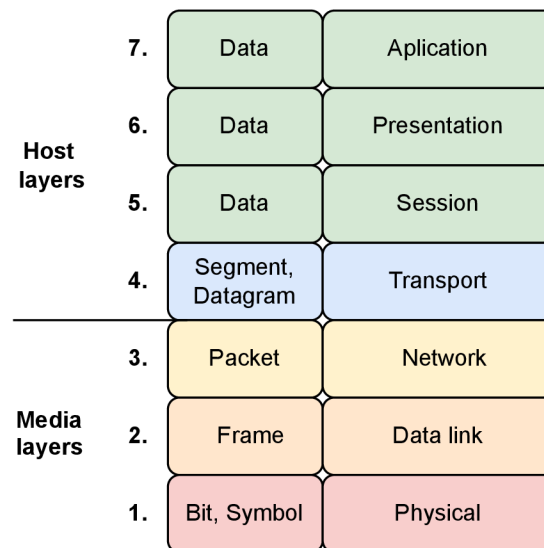 7. Data Aplication
6. Data Presentation
Host
layers
5. Data Session
4. Segment,
Datagram Transport
3. Packet Network
Media
layers
2. Frame Data link
1. Bit, Symbol Physical